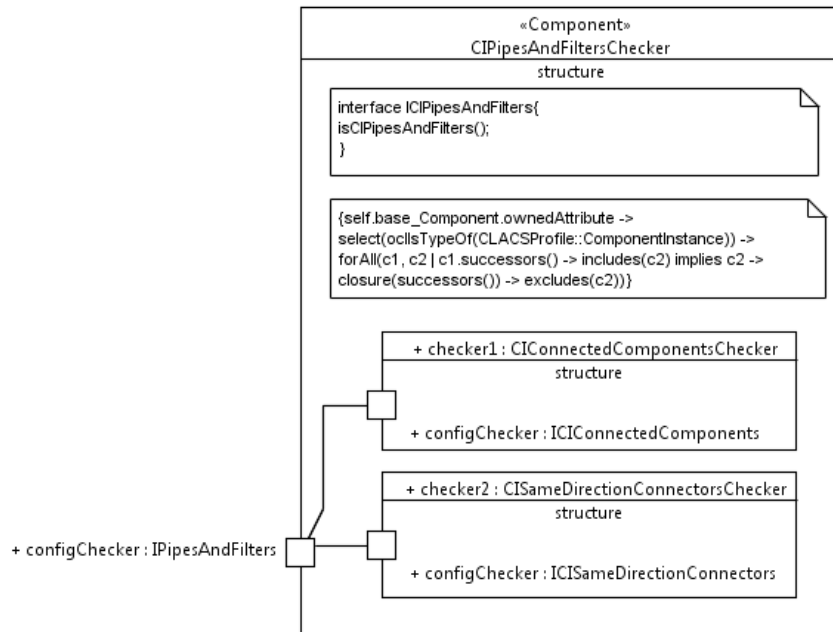 «Component»
CIPipesAndFiltersChecker
structure
interface ICIPipesAndFilters{
isCIPipesAndFilters();
}
{self.base_Component.ownedAttribute ->
select(oclIsTypeOf(CLACSProfile::ComponentInstance)) ->
forAll(c1, c2 | c1.successors() -> includes(c2) implies c2 ->
closure(successors()) -> excludes(c2))}
+ checker1 : CIConnectedComponentsChecker
structure
+ configChecker : ICIConnectedComponents
+ checker2 : CISameDirectionConnectorsChecker
structure
+ configChecker : IPipesAndFilters
+ configChecker : ICISameDirectionConnectors